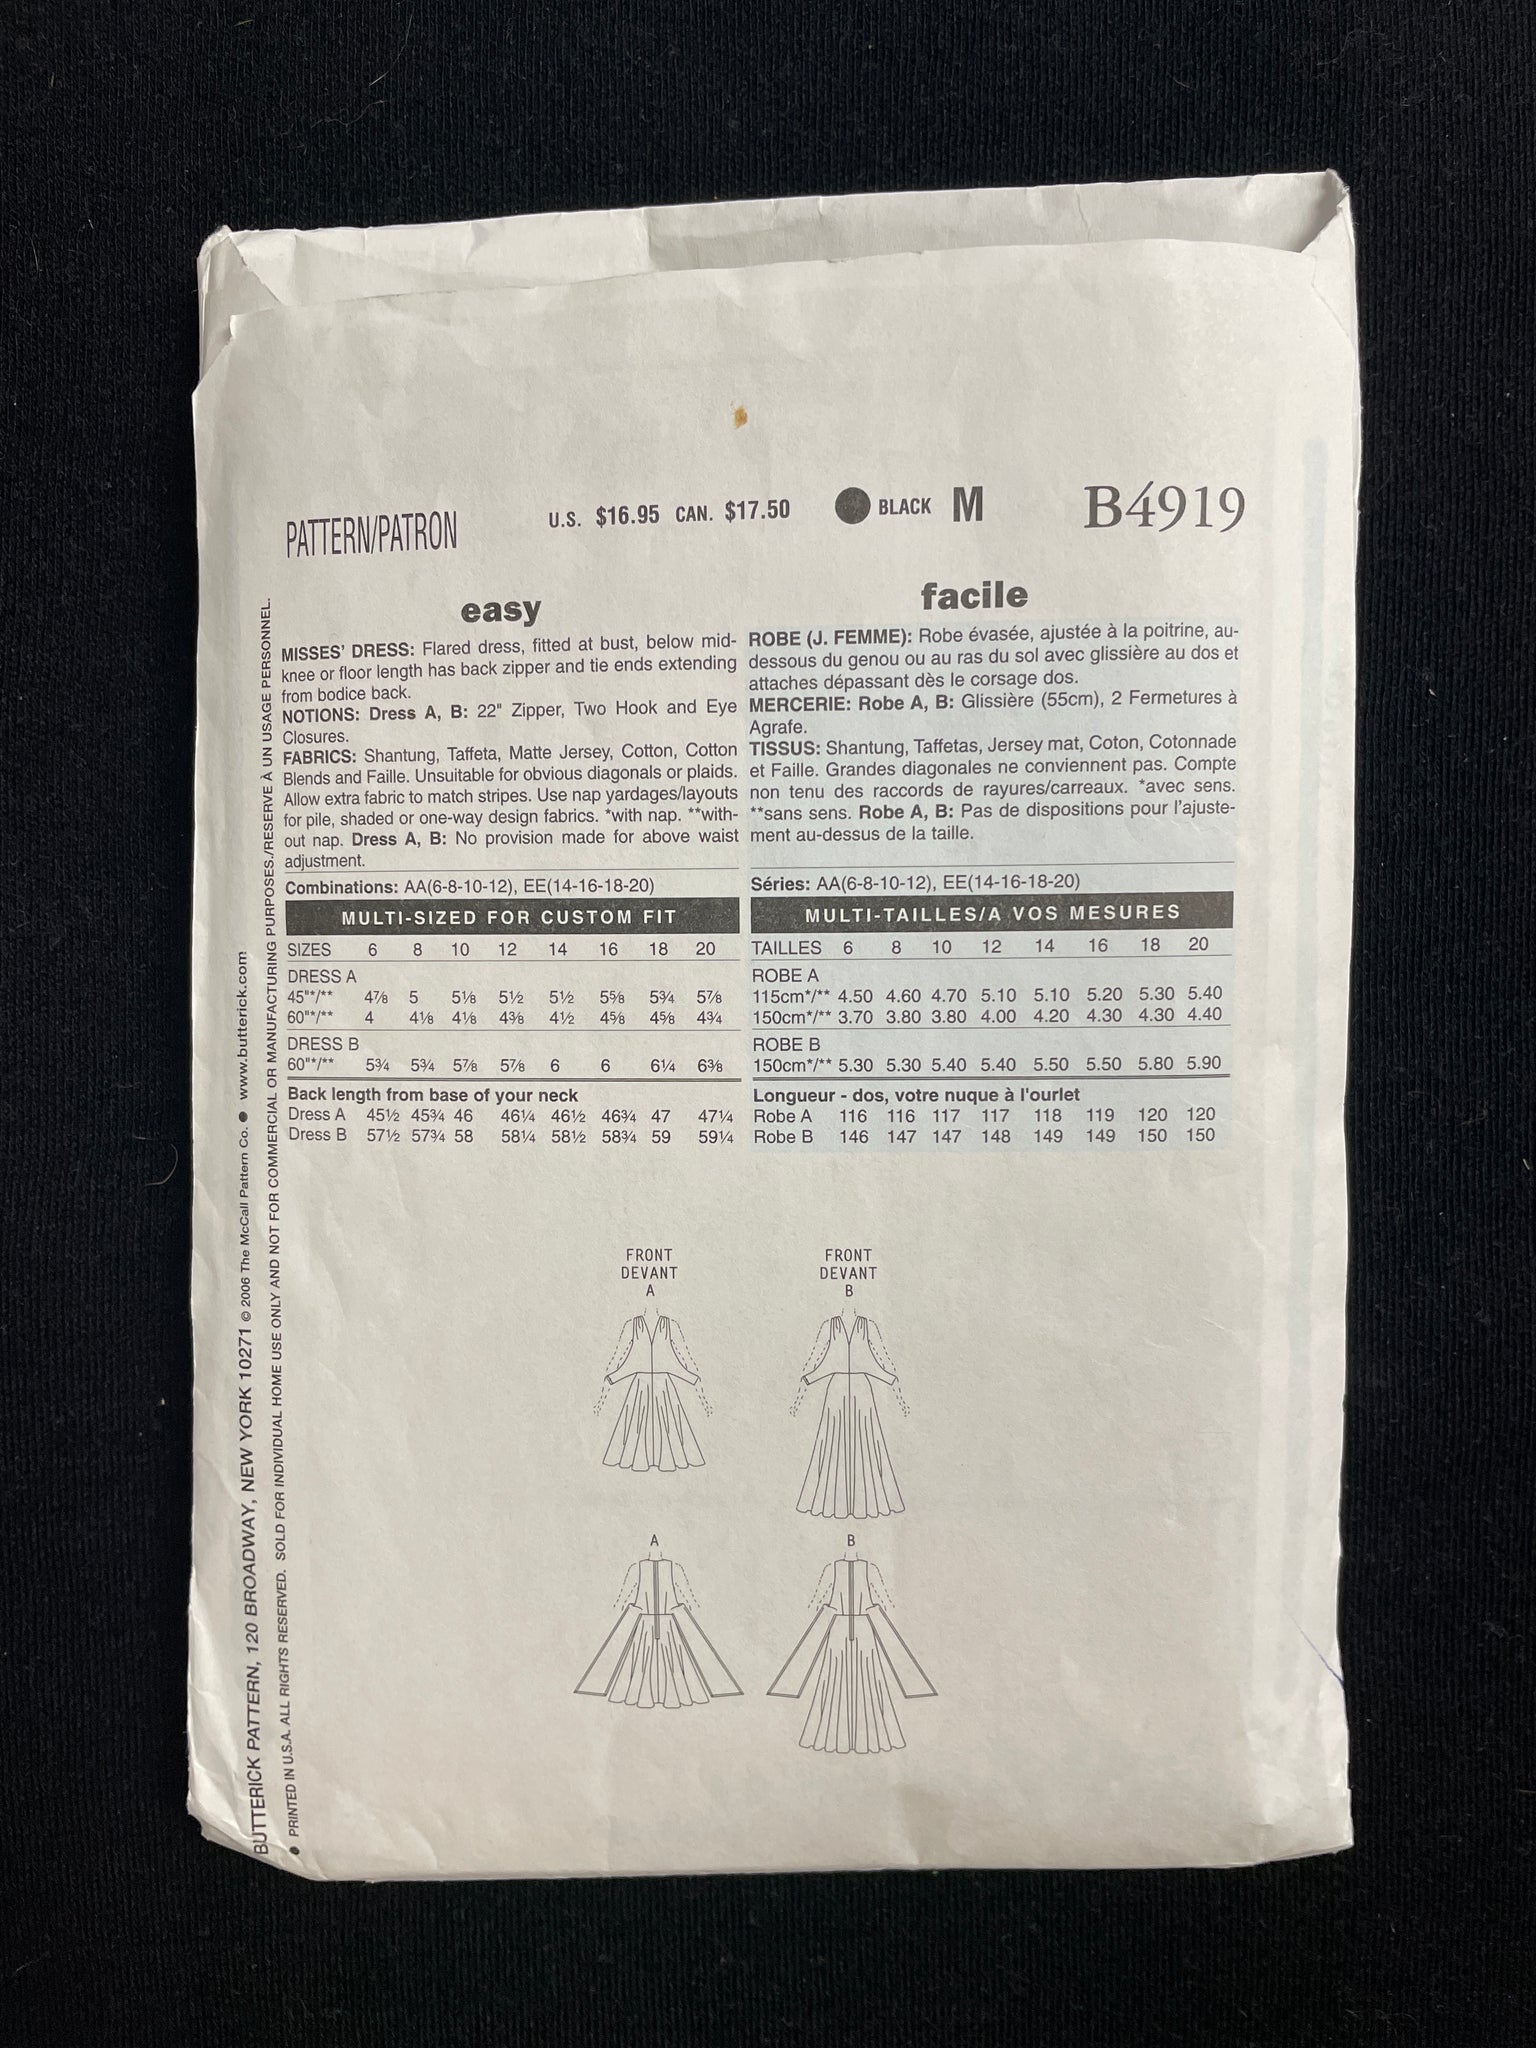 PATTERN/PATRON
U.S. $16.95 CAN. $17.50
BLACK M
B4919
easy
MISSES' DRESS: Flared dress, fitted at bust, below mid-
knee or floor length has back zipper and tie ends extending
from bodice back.
NOTIONS: Dress A, B: 22" Zipper, Two Hook and Eye
Closures.
FABRICS: Shantung, Taffeta, Matte Jersey, Cotton, Cotton
Blends and Faille. Unsuitable for obvious diagonals or plaids.
Allow extra fabric to match stripes. Use nap yardages/layouts
for pile, shaded or one-way design fabrics. *with nap. **with-
out nap. Dress A, B: No provision made for above waist
adjustment.
Combinations: AA(6-8-10-12), EE(14-16-18-20)
MULTI-SIZED FOR CUSTOM FIT
SIZES 6 8 10 12 14 16 18 20
DRESS A
45"*/** 4⅞ 5 5⅛ 5½ 5½ 5⅝ 5¾ 5⅞
60"*/** 4 4⅛ 4⅛ 4⅜ 4½ 4⅝ 4⅝ 4¾
DRESS B
60"*/** 5¾ 5¾ 5⅞ 5⅞ 6 6 6¼ 6⅜
Back length from base of your neck
Dress A 45½ 45¾ 46 46¼ 46½ 46¾ 47 47¼
Dress B 57½ 57¾ 58 58¼ 58½ 58¾ 59 59¼
facile
ROBE (J. FEMME): Robe évasée, ajustée à la poitrine, au-
dessous du genou ou au ras du sol avec glissière au dos et
attaches dépassant dès le corsage dos.
MERCERIE: Robe A, B: Glissière (55cm), 2 Fermetures à
Agrafe.
TISSUS: Shantung, Taffetas, Jersey mat, Coton, Cotonnade
et Faille. Grandes diagonales ne conviennent pas. Compte
non tenu des raccords de rayures/carreaux. *avec sens.
**sans sens. Robe A, B: Pas de dispositions pour l'ajuste-
ment au-dessus de la taille.
Séries: AA(6-8-10-12), EE(14-16-18-20)
MULTI-TAILLES/A VOS MESURES
TAILLES 6 8 10 12 14 16 18 20
ROBE A
115cm*/** 4.50 4.60 4.70 5.10 5.10 5.20 5.30 5.40
150cm*/** 3.70 3.80 3.80 4.00 4.20 4.30 4.30 4.40
ROBE B
150cm*/** 5.30 5.30 5.40 5.40 5.50 5.50 5.80 5.90
Longueur - dos, votre nuque à l'ourlet
Robe A 116 116 117 117 118 119 120 120
Robe B 146 147 147 148 149 149 150 150
FRONT
DEVANT
A
FRONT
DEVANT
B
A
B
BUTTERICK PATTERN, 120 BROADWAY, NEW YORK 10271 © 2006 The McCall Pattern Co. ● www.butterick.com
● PRINTED IN U.S.A. ALL RIGHTS RESERVED. SOLD FOR INDIVIDUAL HOME USE ONLY AND NOT FOR COMMERCIAL OR MANUFACTURING PURPOSES./RESERVÉ À UN USAGE PERSONNEL.